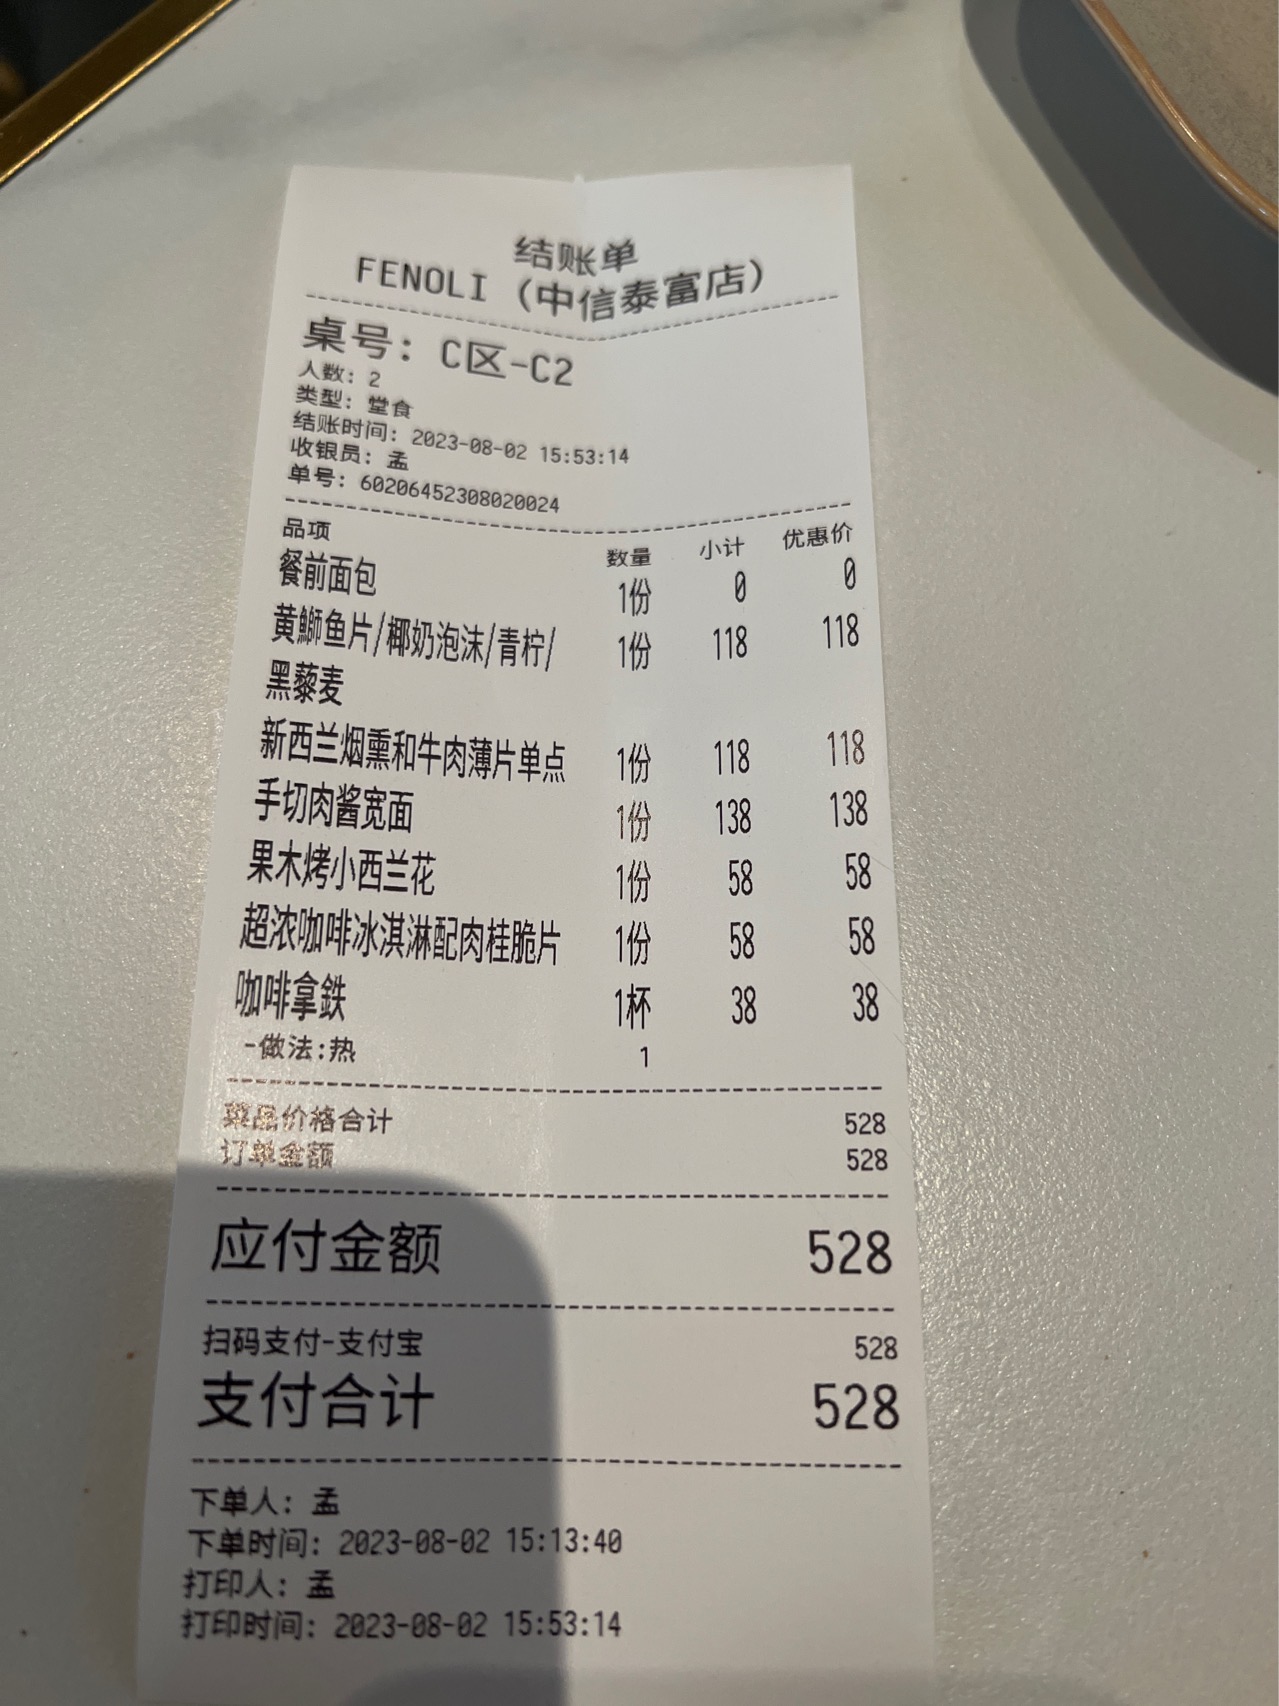 结账单
FENOLI (中信泰富店)
桌号: C区-C2
人数: 2
类型: 堂食
结账时间: 2023-08-02 15:53:14
收银员: 孟
单号: 60206452308020024
品项 数量 小计 优惠价
餐前面包 1份 0 0
黄鰤鱼片/椰奶泡沫/青柠/ 1份 118 118
黑藜麦
新西兰烟熏和牛肉薄片单点 1份 118 118
手切肉酱宽面 1份 138 138
果木烤小西兰花 1份 58 58
超浓咖啡冰淇淋配肉桂脆片 1份 58 58
咖啡拿鉄 1杯 38 38
-做法:热 1
菜品价格合计 528
订单金额 528
应付金额 528
扫码支付-支付宝 528
支付合计 528
下单人: 孟
下单时间: 2023-08-02 15:13:40
打印人: 孟
打印时间: 2023-08-02 15:53:14